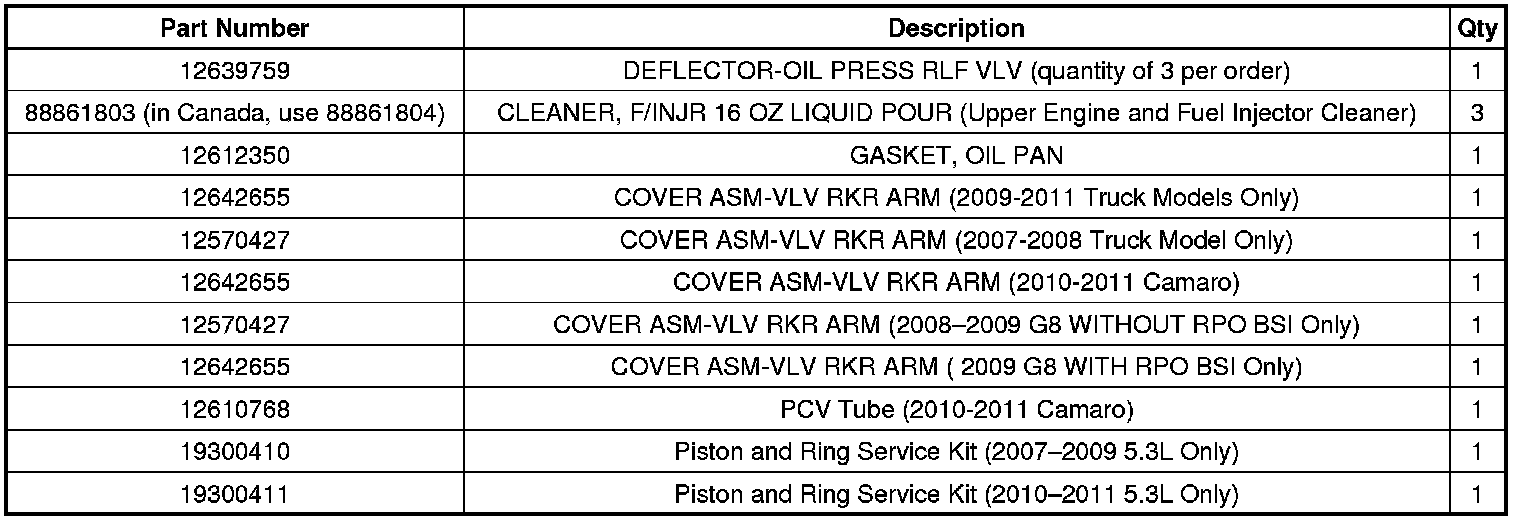 Part Number Description Qty
12639759 DEFLECTOR-OIL PRESS RLF VLV (quantity of 3 per order) 1
88861803 (in Canada, use 88861804) CLEANER, F/INJR 16 OZ LIQUID POUR (Upper Engine and Fuel Injector Cleaner) 3
12612350 GASKET, OIL PAN 1
12642655 COVER ASM-VLV RKR ARM (2009-2011 Truck Models Only) 1
12570427 COVER ASM-VLV RKR ARM (2007-2008 Truck Model Only) 1
12642655 COVER ASM-VLV RKR ARM (2010-2011 Camaro) 1
12570427 COVER ASM-VLV RKR ARM (2008–2009 G8 WITHOUT RPO BSI Only) 1
12642655 COVER ASM-VLV RKR ARM ( 2009 G8 WITH RPO BSI Only) 1
12610768 PCV Tube (2010-2011 Camaro) 1
19300410 Piston and Ring Service Kit (2007–2009 5.3L Only) 1
19300411 Piston and Ring Service Kit (2010–2011 5.3L Only) 1